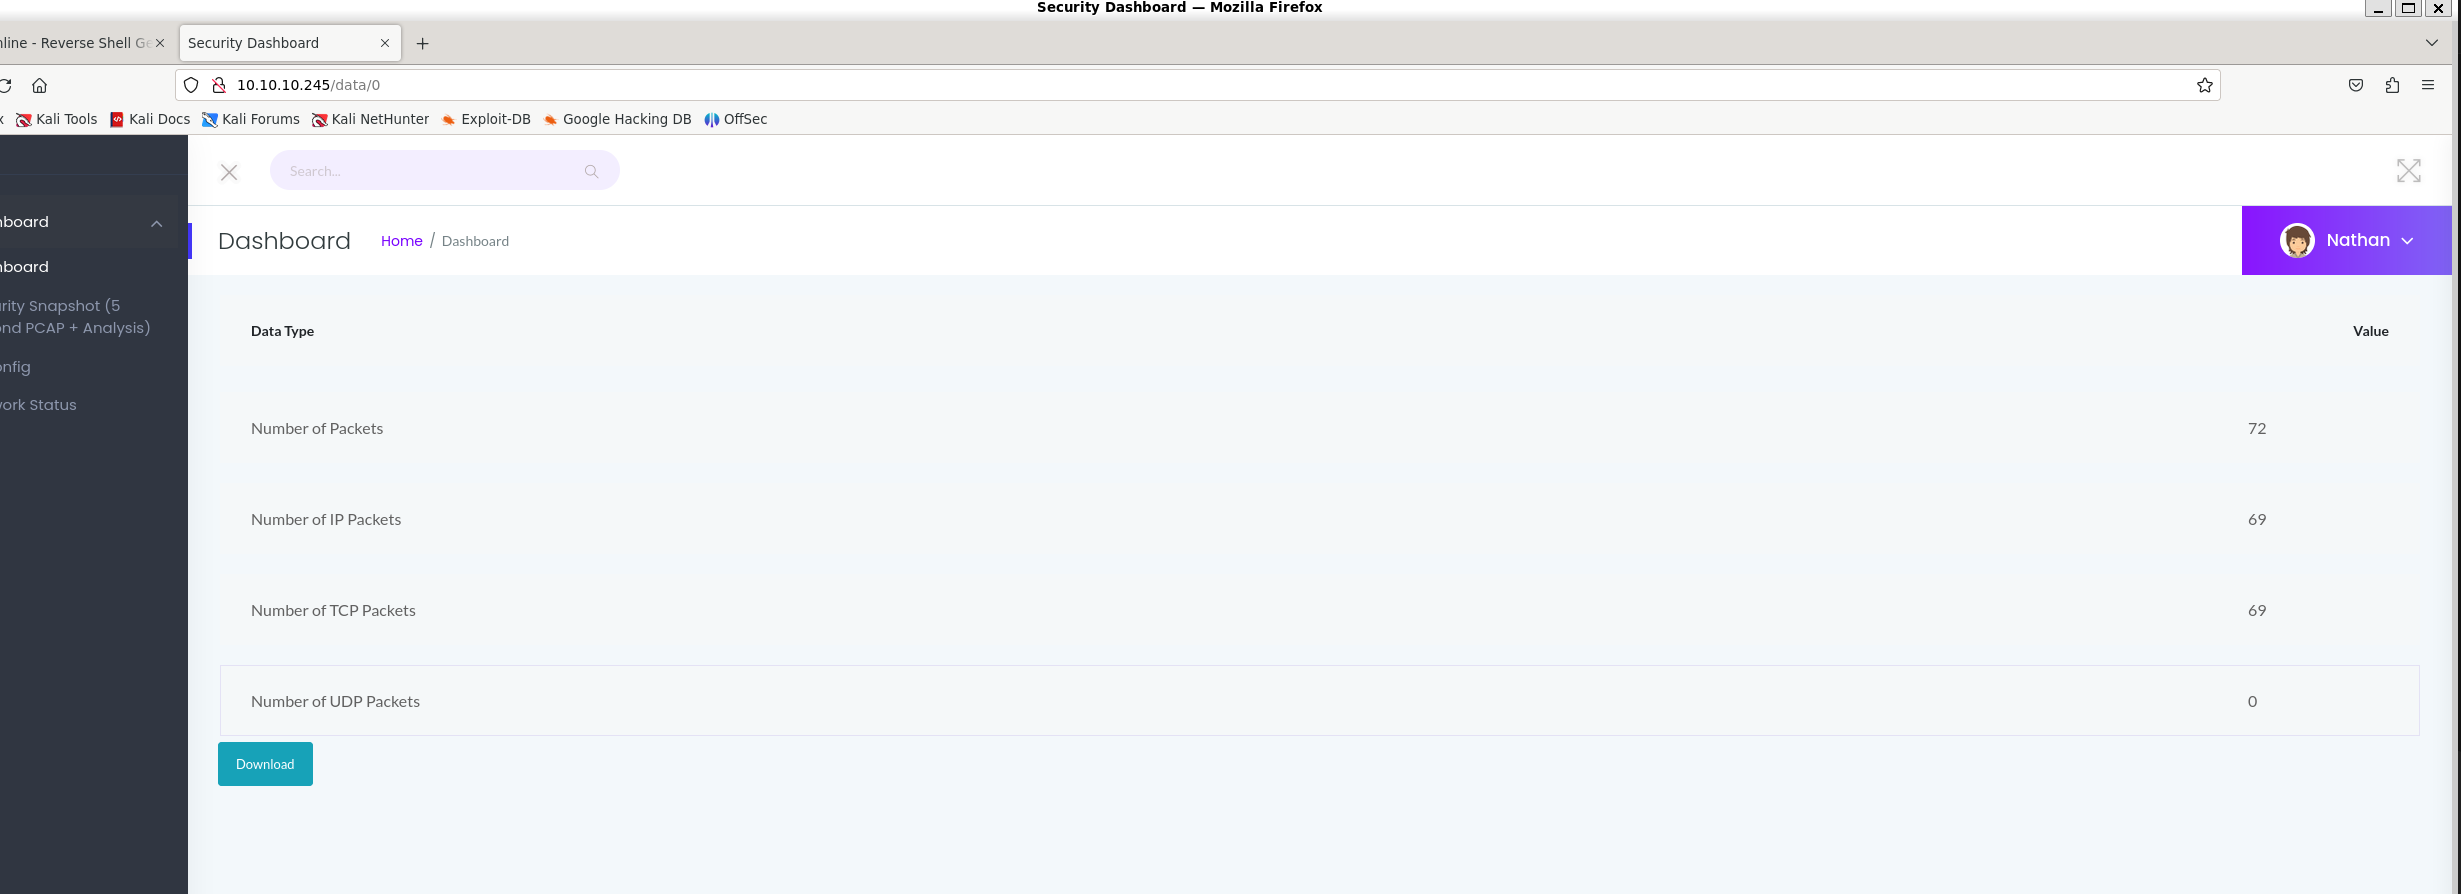 Security Dashboard — Mozilla Firefox
nline - Reverse Shell Ge
Security Dashboard
10.10.10.245/data/0
Kali Tools Kali Docs Kali Forums Kali NetHunter Exploit-DB Google Hacking DB OffSec
Search...
board
Dashboard Home / Dashboard
Nathan
board
rity Snapshot (5
ond PCAP + Analysis)
onfig
ork Status
Data Type Value
Number of Packets 72
Number of IP Packets 69
Number of TCP Packets 69
Number of UDP Packets 0
Download